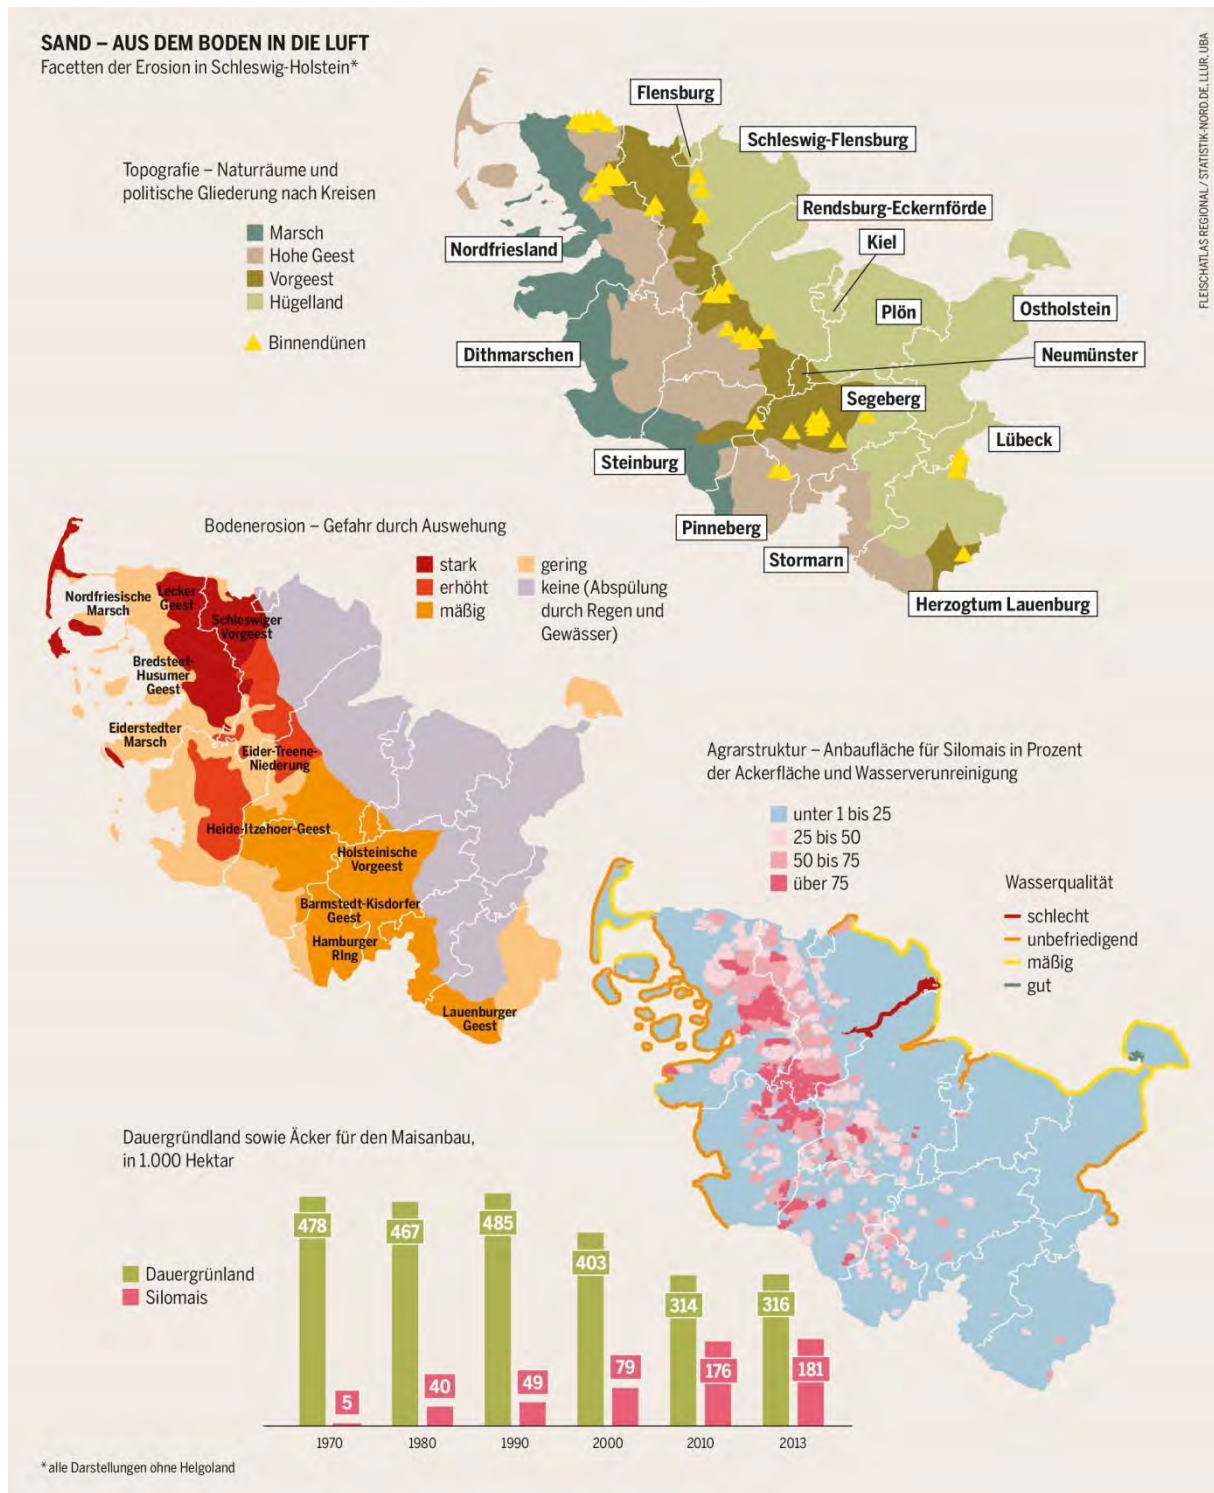 SAND – AUS DEM BODEN IN DIE LUFT
Facetten der Erosion in Schleswig-Holstein*
Topografie – Naturräume und
politische Gliederung nach Kreisen
Marsch
Hohe Geest
Vorgeest
Hügelland
Binnendünen
Flensburg
Schleswig-Flensburg
Rendsburg-Eckernförde
Kiel
Nordfriesland
Plön
Ostholstein
Dithmarschen
Neumünster
Segeberg
Lübeck
Steinburg
Pinneberg
Stormarn
Herzogtum Lauenburg
FLEISCHATLAS REGIONAL / STATISTIK-NORD.DE, LLUR, UBA
Bodenerosion – Gefahr durch Auswehung
stark
erhöht
mäßig
gering
keine (Abspülung
durch Regen und
Gewässer)
Nordfriesische
Marsch
Lecker
Geest
Schleswiger
Vorgeest
Bredstedt-
Husumer
Geest
Eiderstedter
Marsch
Eider-Treene-
Niederung
Heide-Itzehoer-Geest
Holsteinische
Vorgeest
Barmstedt-Kisdorfer
Geest
Hamburger
RIng
Lauenburger
Geest
Agrarstruktur – Anbaufläche für Silomais in Prozent
der Ackerfläche und Wasserverunreinigung
unter 1 bis 25
25 bis 50
50 bis 75
über 75
Wasserqualität
schlecht
unbefriedigend
mäßig
gut
Dauergründland sowie Äcker für den Maisanbau,
in 1.000 Hektar
Dauergrünland
Silomais
478
5
467
40
485
49
403
79
314
176
316
181
1970
1980
1990
2000
2010
2013
*alle Darstellungen ohne Helgoland